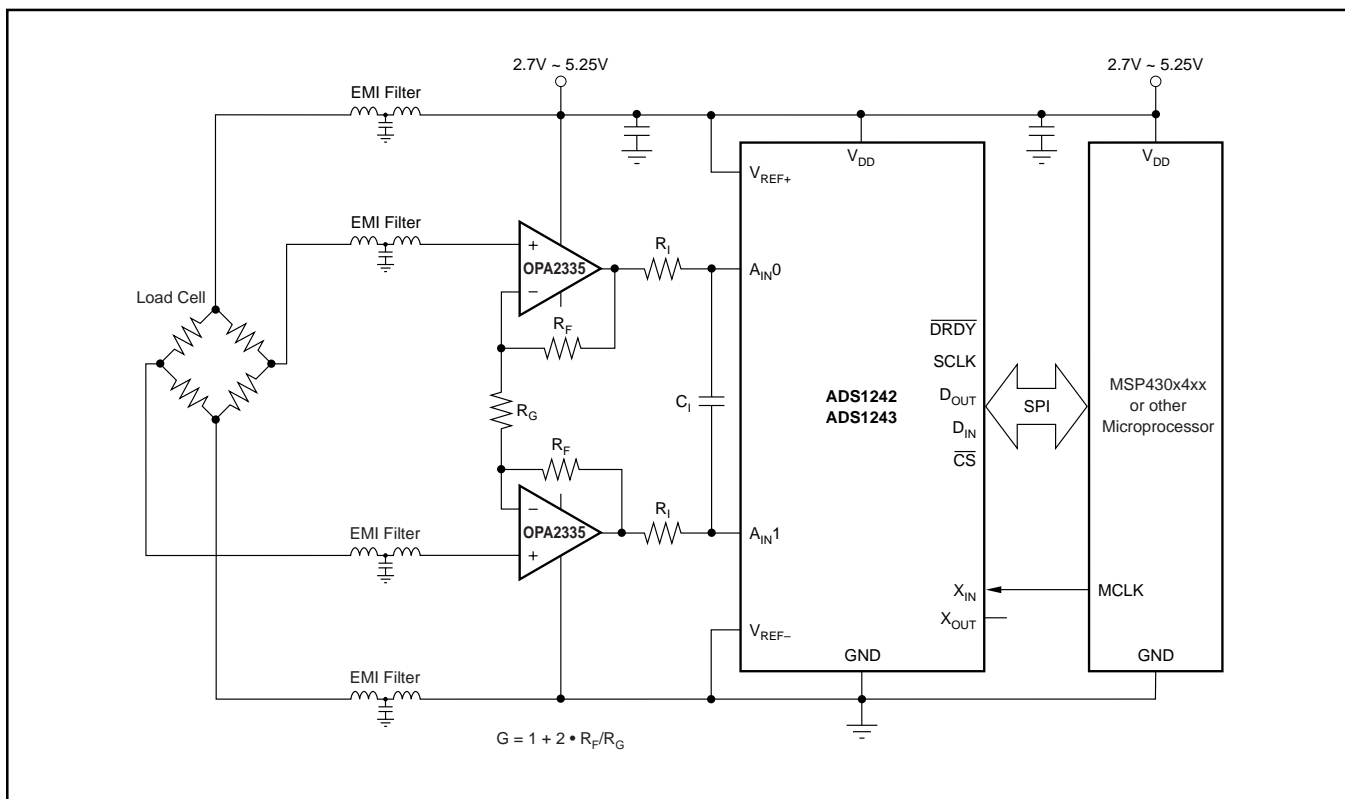 2.7V ~ 5.25V
2.7V ~ 5.25V
EMI Filter
V_DD
V_DD
V_REF+
EMI Filter
+
OPA2335
−
R_I
A_IN0
Load Cell
R_F
DRDY
SCLK
D_OUT
D_IN
CS
R_G
C_I
ADS1242
ADS1243
SPI
MSP430x4xx
or other
Microprocessor
R_F
−
OPA2335
+
R_I
A_IN1
EMI Filter
X_IN
MCLK
X_OUT
V_REF–
GND
GND
EMI Filter
G = 1 + 2 • R_F/R_G